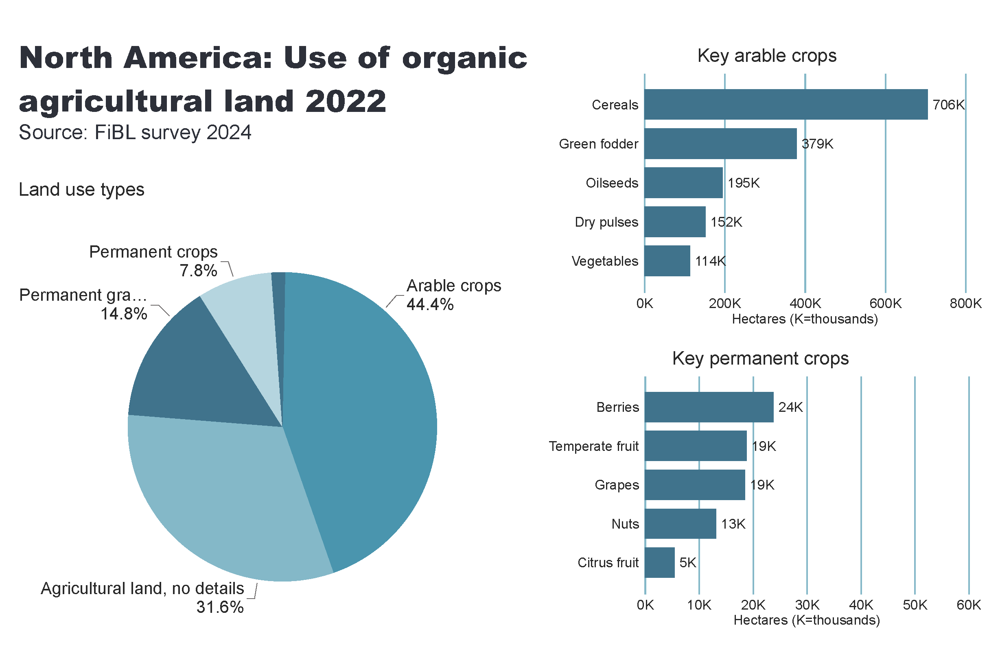 North America: Use of organic
agricultural land 2022
Source: FiBL survey 2024
Land use types
Permanent crops
7.8%
Permanent gra…
14.8%
Arable crops
44.4%
Agricultural land, no details
31.6%
Key arable crops
Cereals 706K
Green fodder 379K
Oilseeds 195K
Dry pulses 152K
Vegetables 114K
0K 200K 400K 600K 800K
Hectares (K=thousands)
Key permanent crops
Berries 24K
Temperate fruit 19K
Grapes 19K
Nuts 13K
Citrus fruit 5K
0K 10K 20K 30K 40K 50K 60K
Hectares (K=thousands)